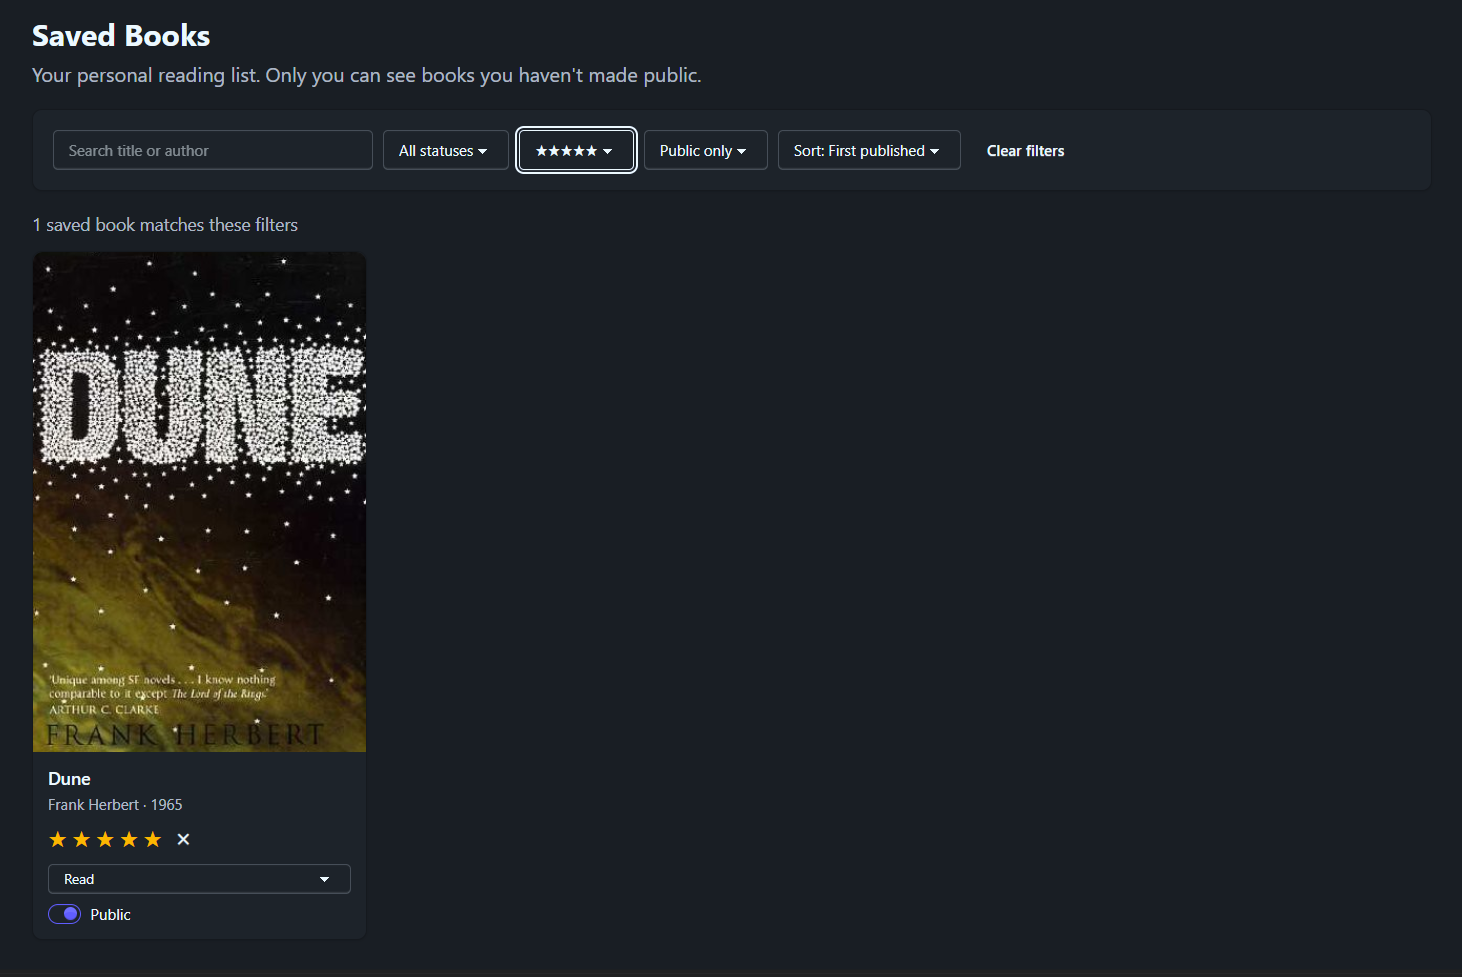 Saved Books
Your personal reading list. Only you can see books you haven't made public.
Search title or author
All statuses
★★★★★
Public only
Sort: First published
Clear filters
1 saved book matches these filters
DUNE
'Unique among SF novels . . . I know nothing
comparable to it except The Lord of the Rings.'
ARTHUR C. CLARKE
FRANK HERBERT
Dune
Frank Herbert · 1965
★★★★★ ✕
Read
Public